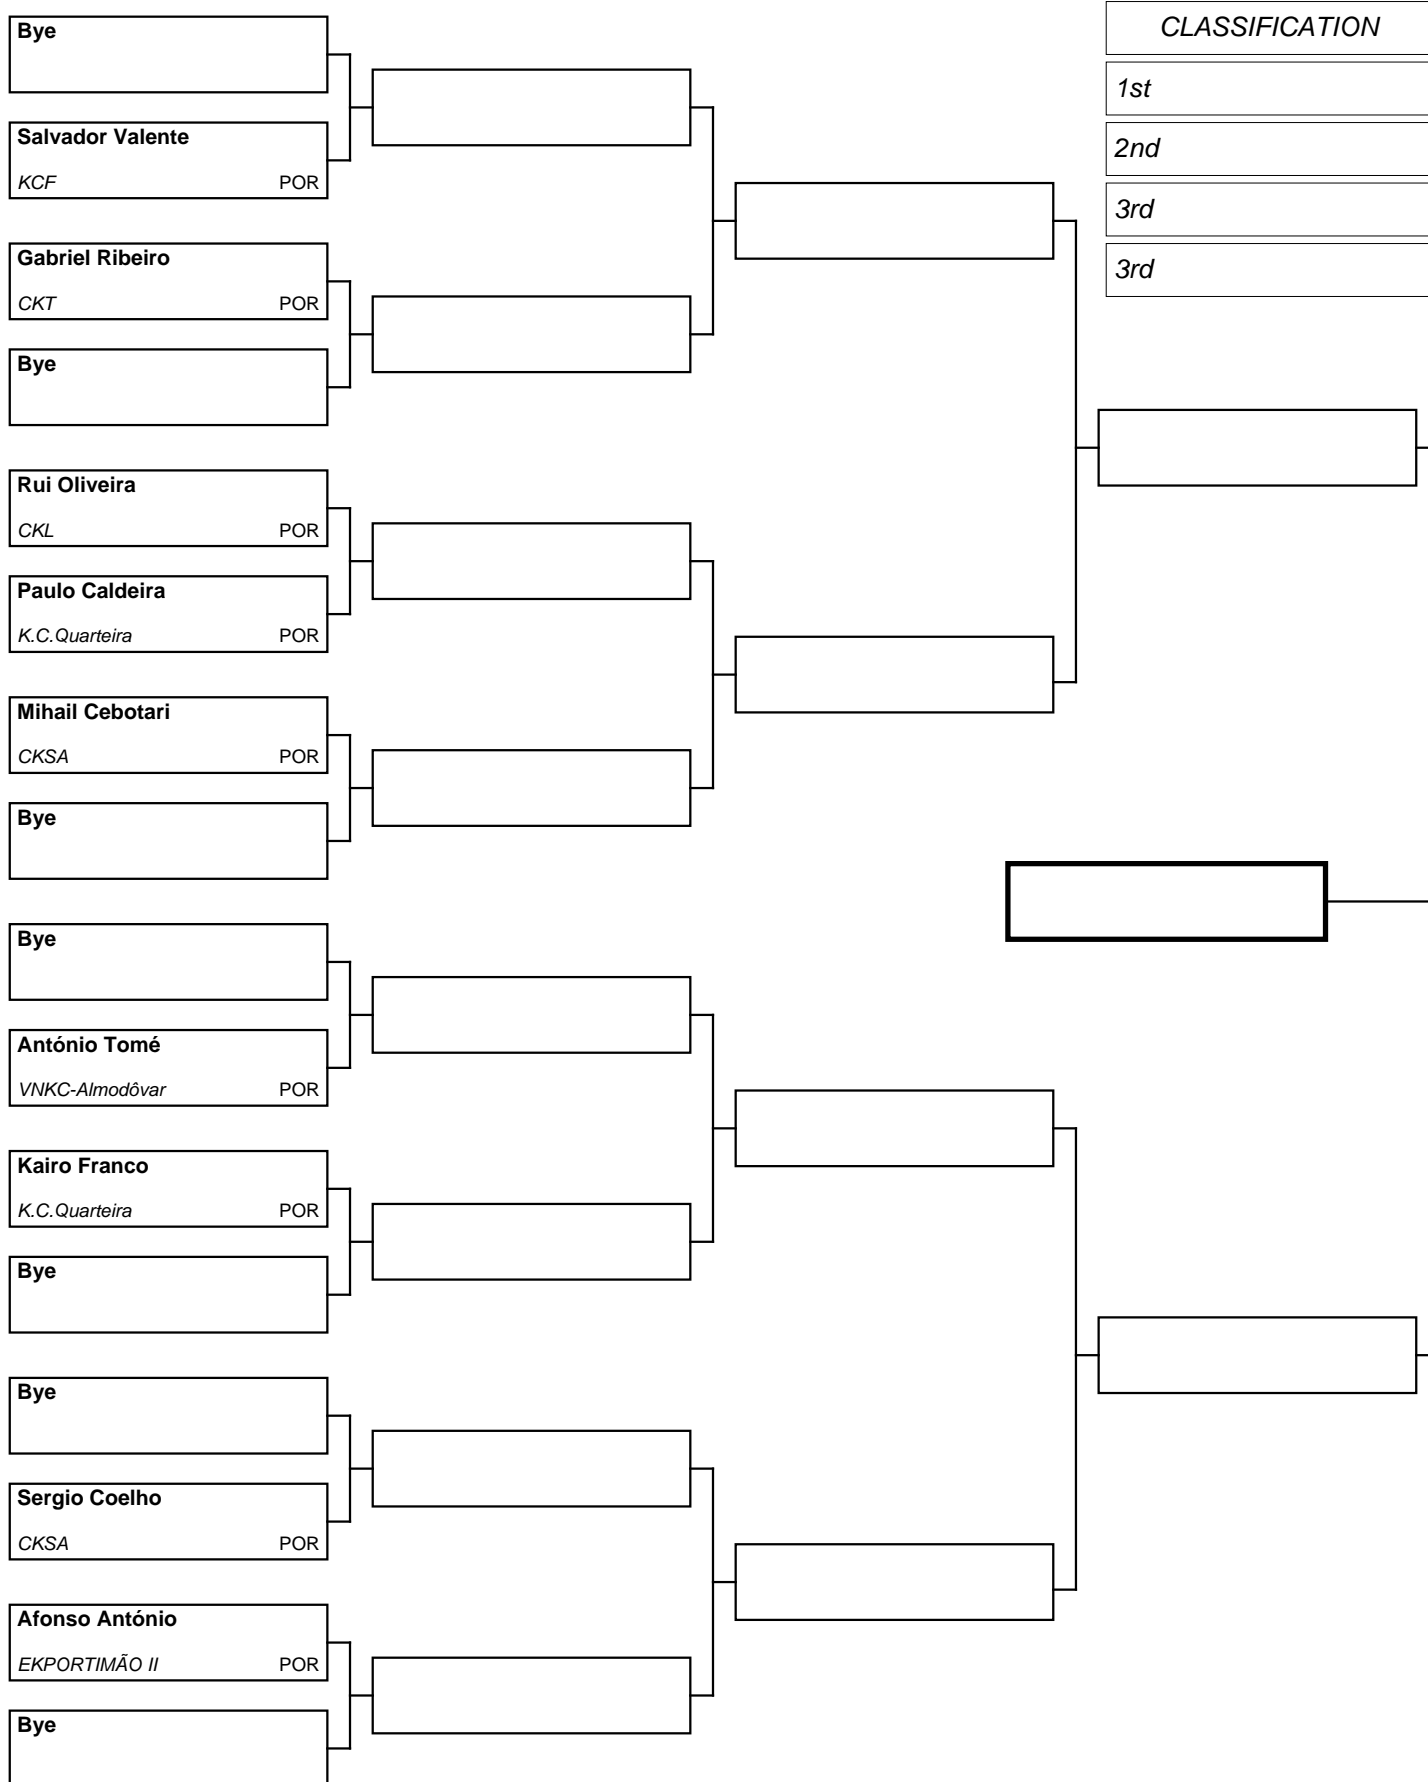 Bye
Salvador Valente
KCF POR
Gabriel Ribeiro
CKT POR
Bye
Rui Oliveira
CKL POR
Paulo Caldeira
K.C.Quarteira POR
Mihail Cebotari
CKSA POR
Bye
Bye
António Tomé
VNKC-Almodôvar POR
Kairo Franco
K.C.Quarteira POR
Bye
Bye
Sergio Coelho
CKSA POR
Afonso António
EKPORTIMÃO II POR
Bye
CLASSIFICATION
1st
2nd
3rd
3rd